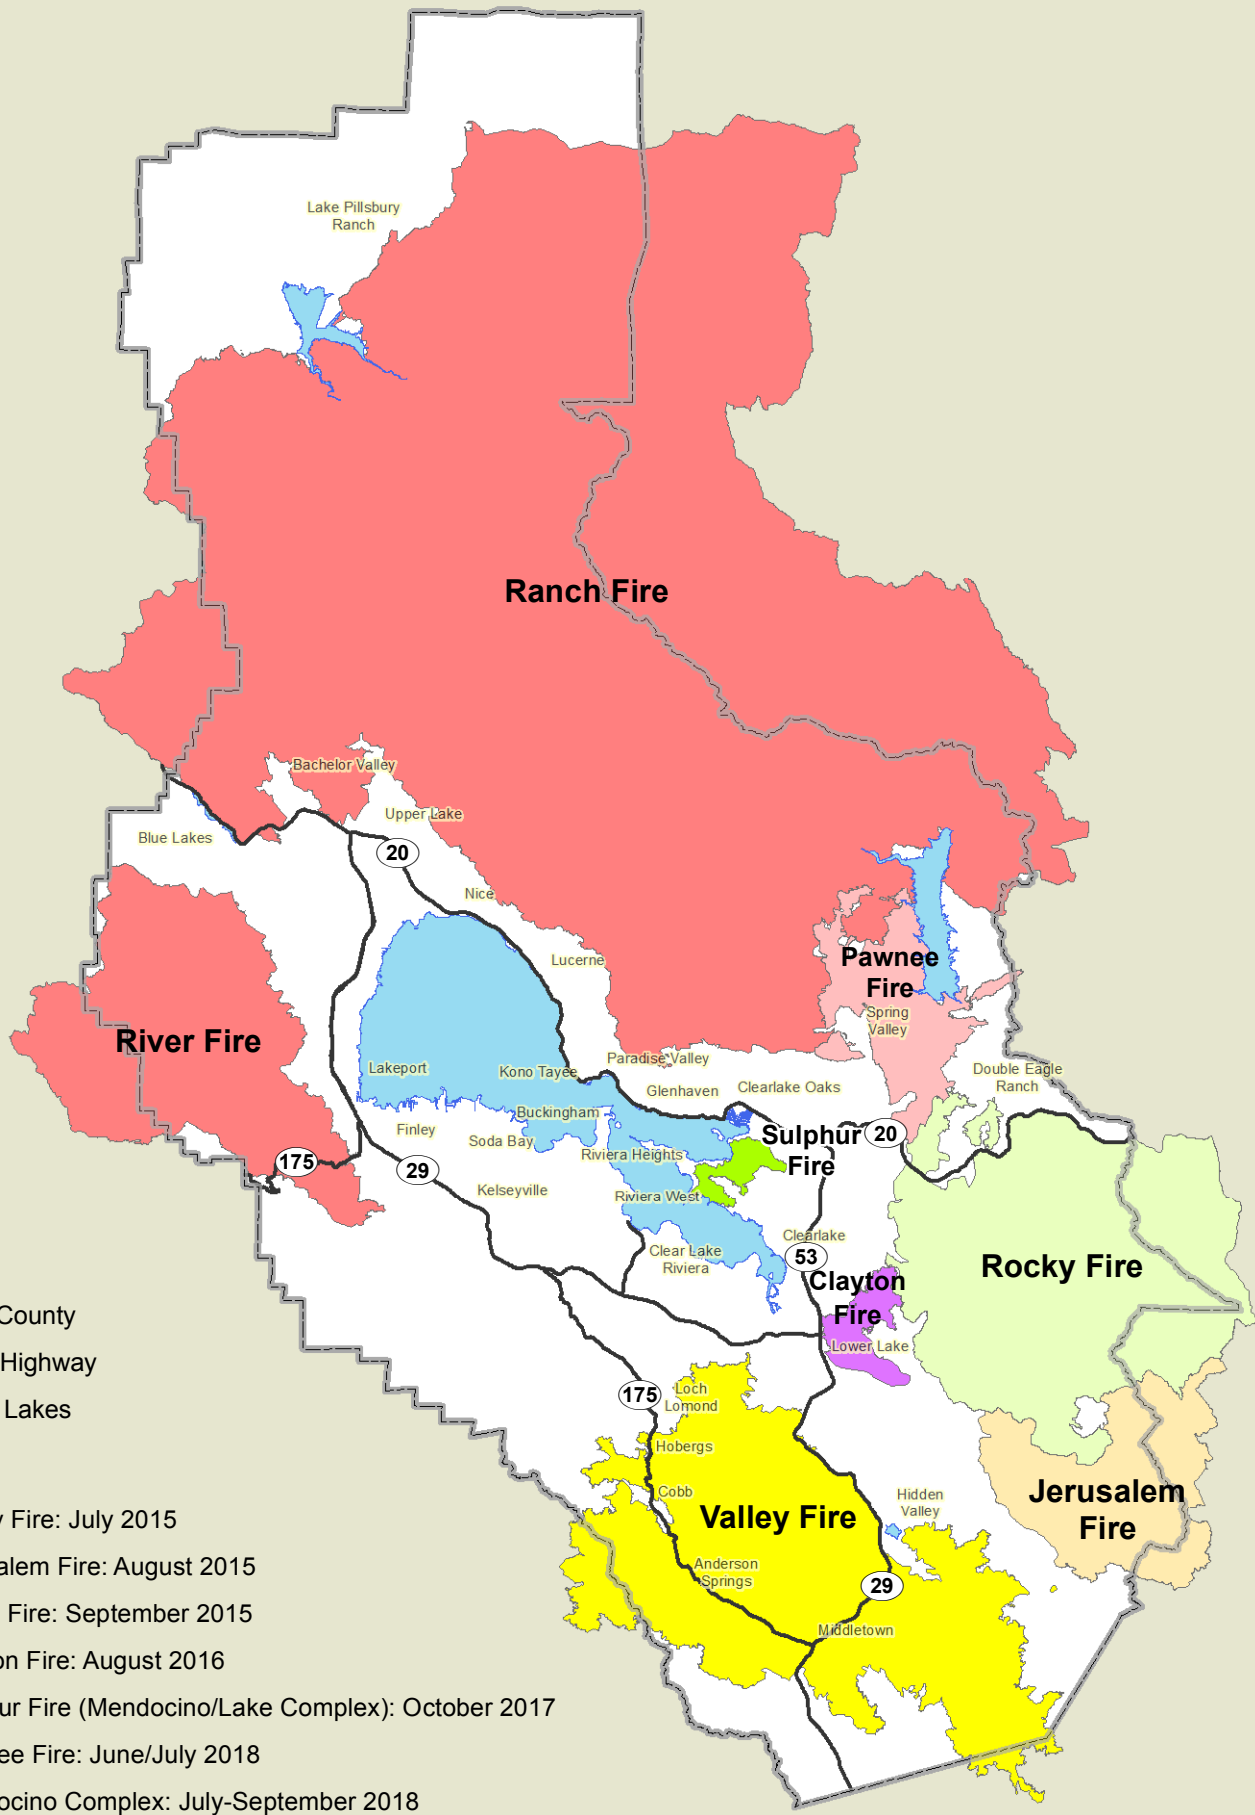 Lake Pillsbury
Ranch
Ranch Fire
Bachelor Valley
Upper Lake
Blue Lakes
20
Nice
Lucerne
Pawnee
Fire
Spring
Valley
River Fire
Lakeport
Kono Tayee
Paradise Valley
Glenhaven
Clearlake Oaks
Double Eagle
Ranch
Buckingham
Finley
Soda Bay
Sulphur
Fire
20
175
29
Riviera Heights
Kelseyville
Riviera West
Clearlake
Clear Lake
Riviera
53
Rocky Fire
Clayton
Fire
Lower Lake
County
Highway
Lakes
175
Loch
Lomond
Hobergs
Cobb
Valley Fire
Hidden
Valley
Jerusalem
Fire
Anderson
Springs
29
Middletown
y Fire: July 2015
alem Fire: August 2015
Fire: September 2015
on Fire: August 2016
ur Fire (Mendocino/Lake Complex): October 2017
ee Fire: June/July 2018
ocino Complex: July-September 2018